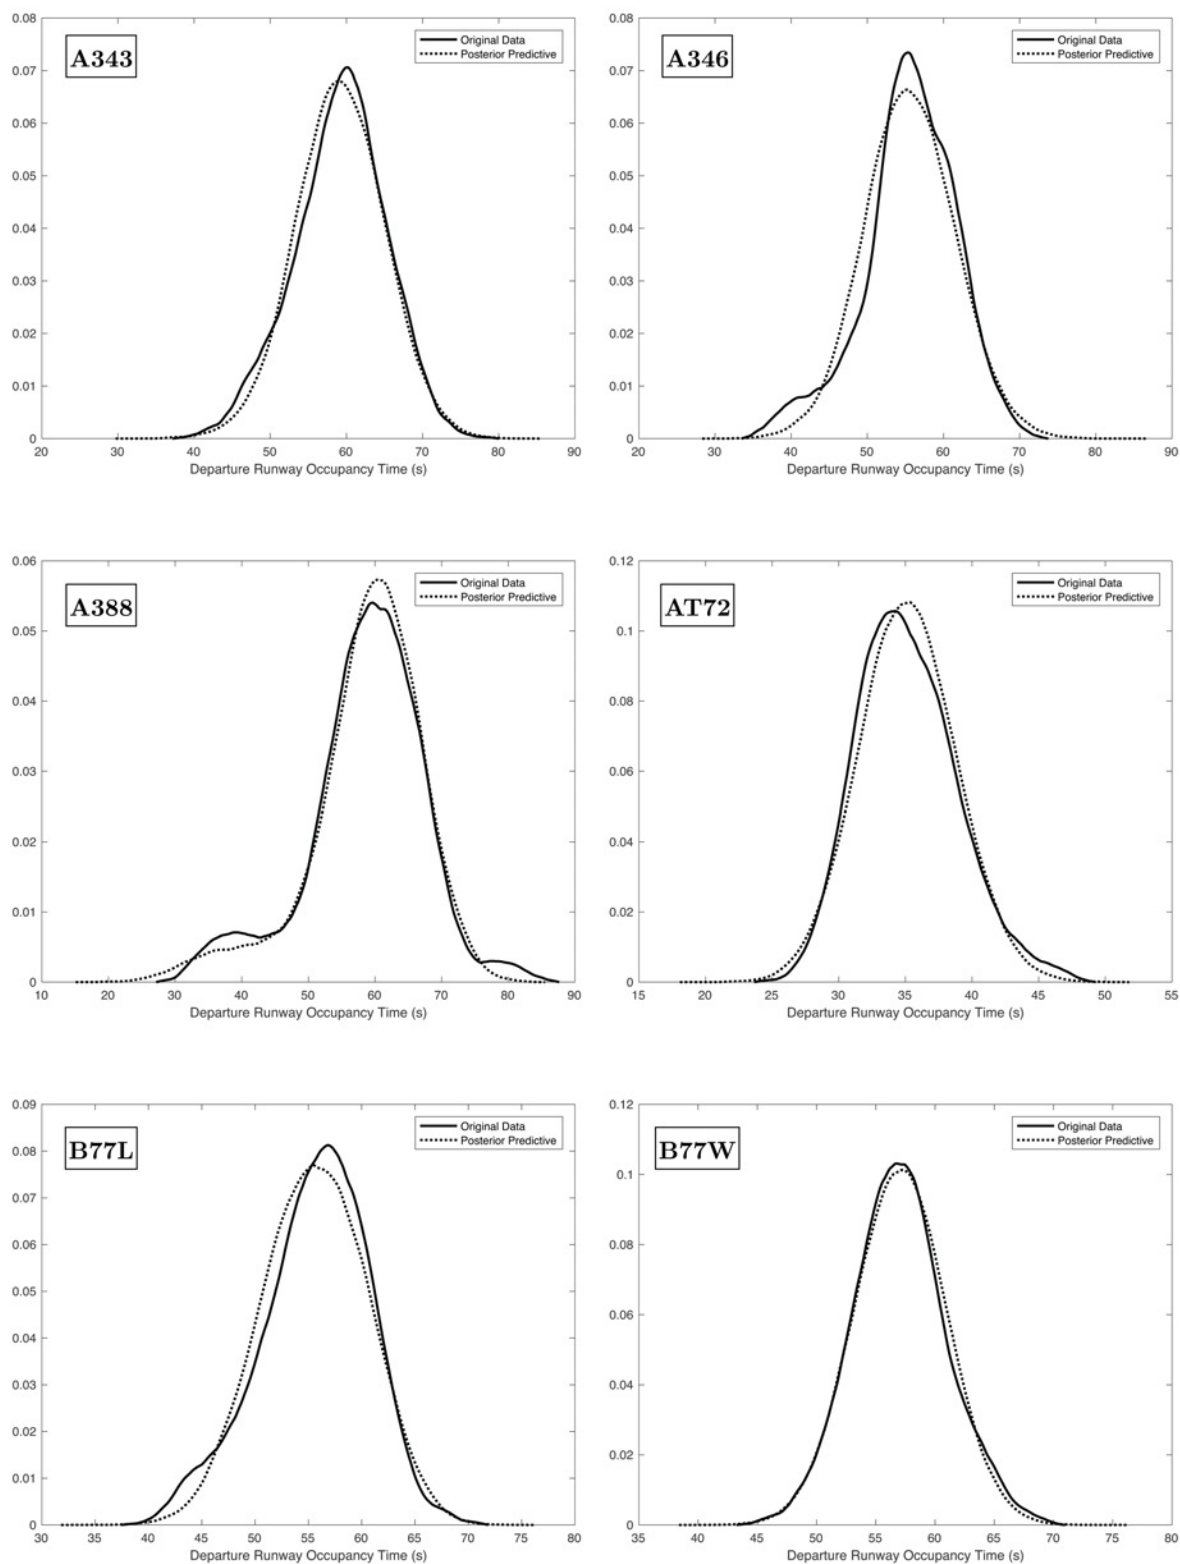 0.08
A343
Original Data
Posterior Predictive
0.07
0.06
0.05
0.04
0.03
0.02
0.01
0
20 30 40 50 60 70 80 90
Departure Runway Occupancy Time (s)
0.08
A346
Original Data
Posterior Predictive
0.07
0.06
0.05
0.04
0.03
0.02
0.01
0
20 30 40 50 60 70 80 90
Departure Runway Occupancy Time (s)
0.06
A388
Original Data
Posterior Predictive
0.05
0.04
0.03
0.02
0.01
0
10 20 30 40 50 60 70 80 90
Departure Runway Occupancy Time (s)
0.12
AT72
Original Data
Posterior Predictive
0.1
0.08
0.06
0.04
0.02
0
15 20 25 30 35 40 45 50 55
Departure Runway Occupancy Time (s)
0.09
B77L
Original Data
Posterior Predictive
0.08
0.07
0.06
0.05
0.04
0.03
0.02
0.01
0
30 35 40 45 50 55 60 65 70 75 80
Departure Runway Occupancy Time (s)
0.12
B77W
Original Data
Posterior Predictive
0.1
0.08
0.06
0.04
0.02
0
35 40 45 50 55 60 65 70 75 80
Departure Runway Occupancy Time (s)